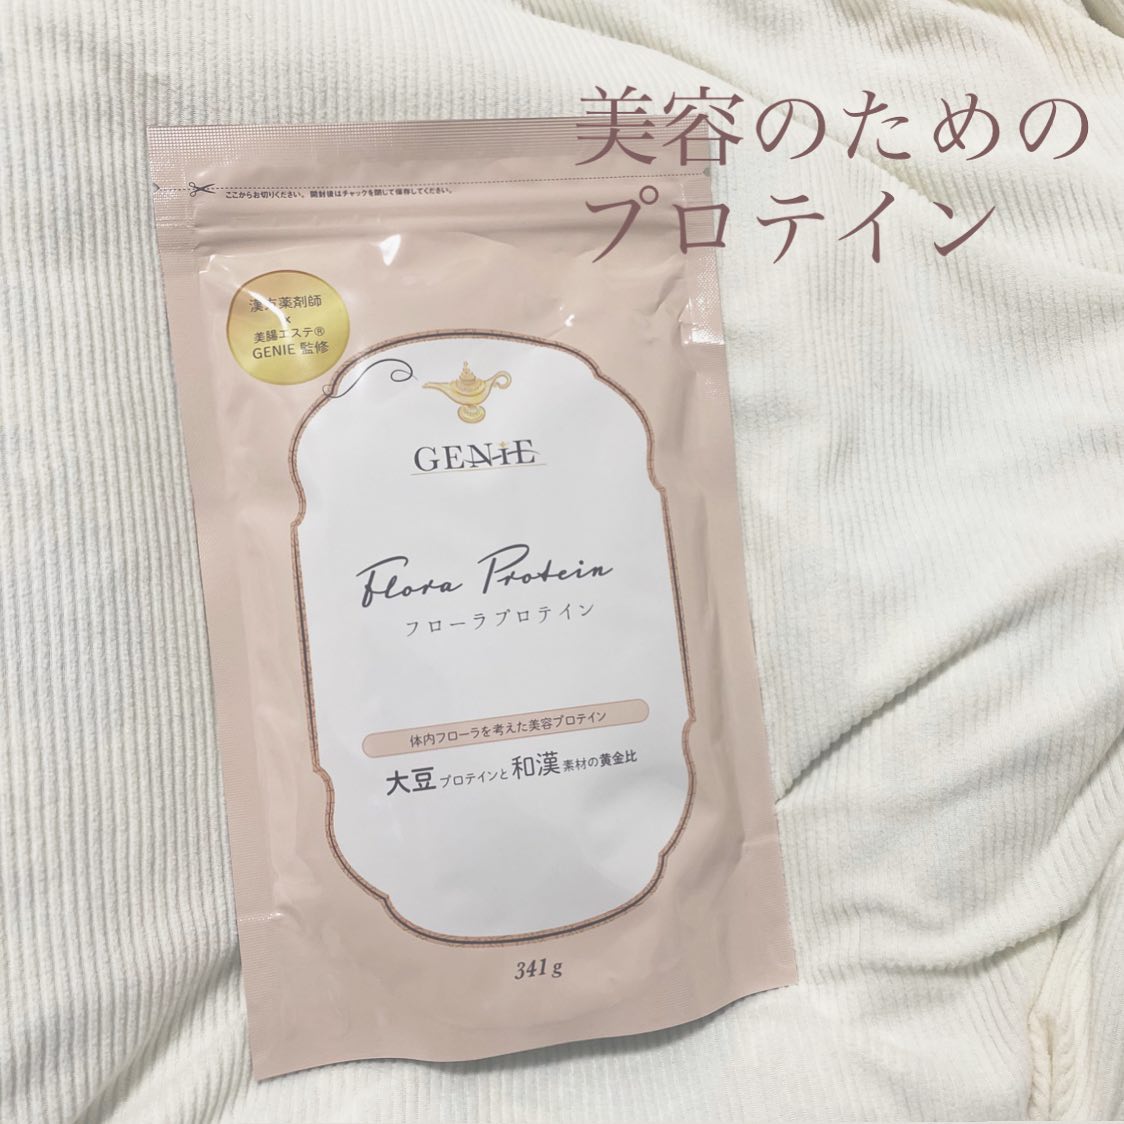 美容のための
プロテイン
ここからお切りください。開封後はチャックを閉じて保存してください。
漢方薬剤師
×
美腸エステ®
GENIE 監修
GENiE
Flora Protein
フローラプロテイン
体内フローラを考えた美容プロテイン
大豆プロテインと和漢素材の黄金比
341g